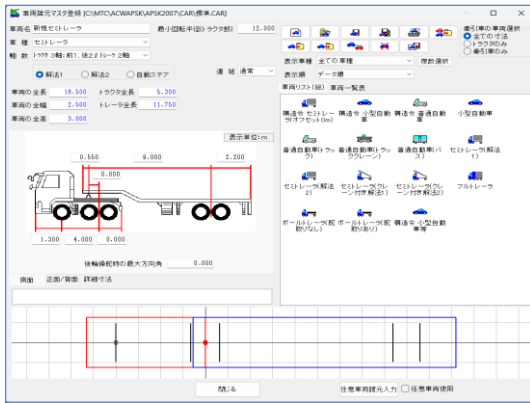 車両諸元マスタ登録 [C:\MTC\ACWAPSK\APSK2007\CAR\標準.CAR]
車両名 新規セミトレーラ
最小回転半径(トラクタ部) 12.000
車 種 セミトレーラ
軸 数 トラクタ 3軸:前1、後2 // トレーラ 2軸
解法1 解法2 自動ステア
連 結 通常
車両の全長 16.500 トラクタ全長 5.300
車両の全幅 2.500 トレーラ全長 11.750
車両の全高 3.000
表示単位:m
0.550 9.000 2.200
0.000
1.300 4.000 0.000
後輪操舵時の最大方向角 0.000
側面 正面/背面 詳細寸法
牽引車の車両選択
全ての寸法
トラクタのみ
牽引車のみ
表示車種 全ての車種 複数選択
表示順 データ順
車両リスト(絵) 車両一覧表
構造令 セミトレーラ(オフセット0m)
構造令 小型自動車
構造令 普通自動車
小型自動車
普通自動車(トラック)
普通自動車(トラッククレーン)
普通自動車(バス)
セミトレーラ(解法1)
セミトレーラ(解法2)
セミトレーラ(クレーン付き解法1)
セミトレーラ(クレーン付き解法2)
フルトレーラ
ポールトレーラ(舵取りなし)
ポールトレーラ(舵取りあり)
構造令 小型自動車等
閉じる
任意車両諸元入力 任意車両使用